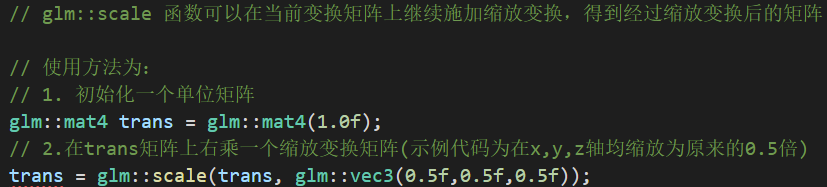 // glm::scale 函数可以在当前变换矩阵上继续施加缩放变换，得到经过缩放变换后的矩阵
// 使用方法为：
// 1. 初始化一个单位矩阵
glm::mat4 trans = glm::mat4(1.0f);
// 2.在trans矩阵上右乘一个缩放变换矩阵(示例代码为在x,y,z轴均缩放为原来的0.5倍)
trans = glm::scale(trans, glm::vec3(0.5f,0.5f,0.5f));